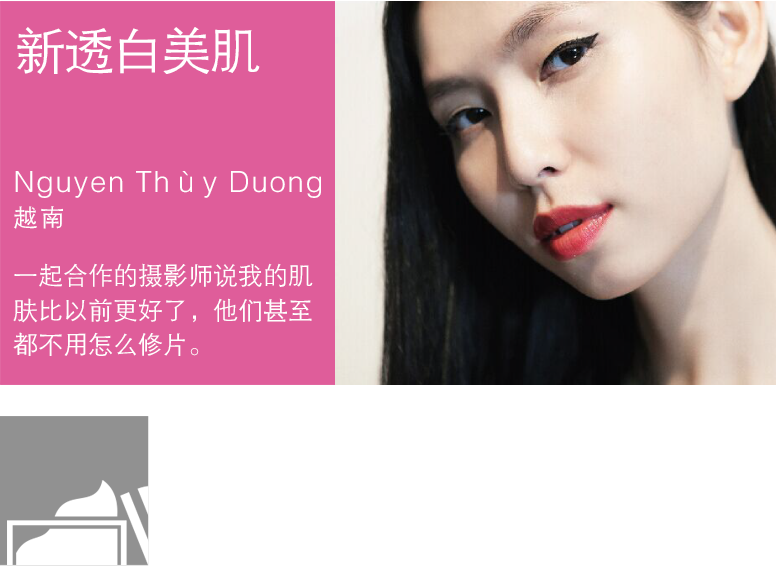 新透白美肌
Nguyen Thùy Duong
越南
一起合作的摄影师说我的肌
肤比以前更好了，他们甚至
都不用怎么修片。